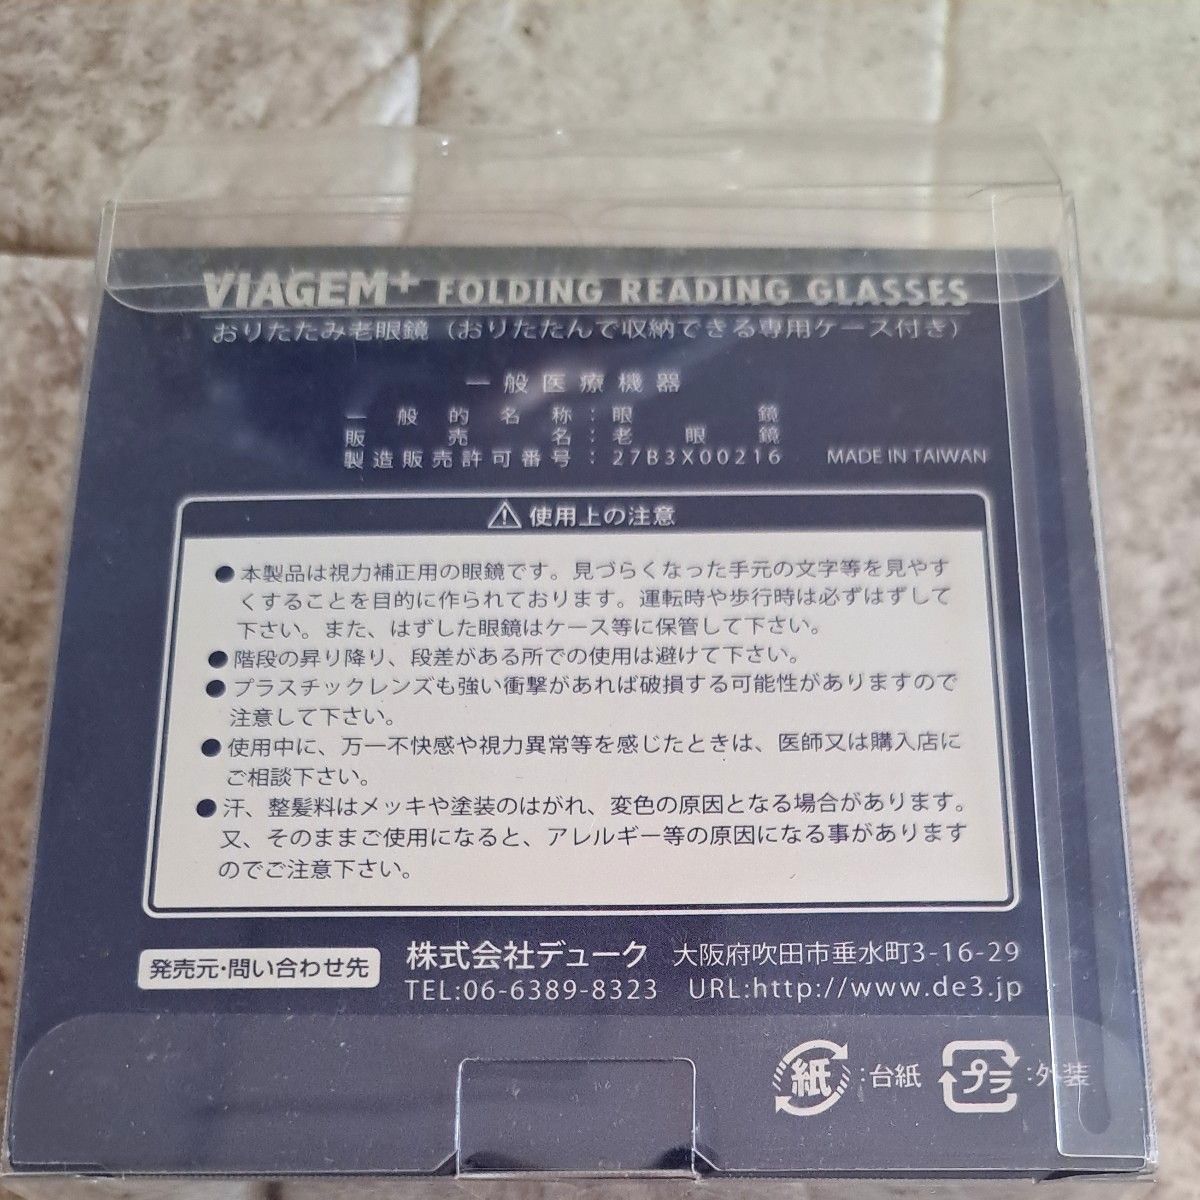 VIAGEM+ FOLDING READING GLASSES
おりたたみ老眼鏡（おりたたんで収納できる専用ケース付き）
一般医療機器
一般的名称：眼鏡
販売名：老眼鏡
製造販売許可番号：27B3X00216 MADE IN TAIWAN
⚠使用上の注意
●本製品は視力補正用の眼鏡です。見づらくなった手元の文字等を見やす
くすることを目的に作られております。運転時や歩行時は必ずはずして
下さい。また、はずした眼鏡はケース等に保管して下さい。
●階段の昇り降り、段差がある所での使用は避けて下さい。
●プラスチックレンズも強い衝撃があれば破損する可能性がありますので
注意して下さい。
●使用中に、万一不快感や視力異常等を感じたときは、医師又は購入店に
ご相談下さい。
●汗、整髪料はメッキや塗装のはがれ、変色の原因となる場合があります。
又、そのままご使用になると、アレルギー等の原因になる事があります
のでご注意下さい。
発売元・問い合わせ先 株式会社デューク 大阪府吹田市垂水町3-16-29
TEL:06-6389-8323 URL:http://www.de3.jp
紙:台紙 プラ:外装